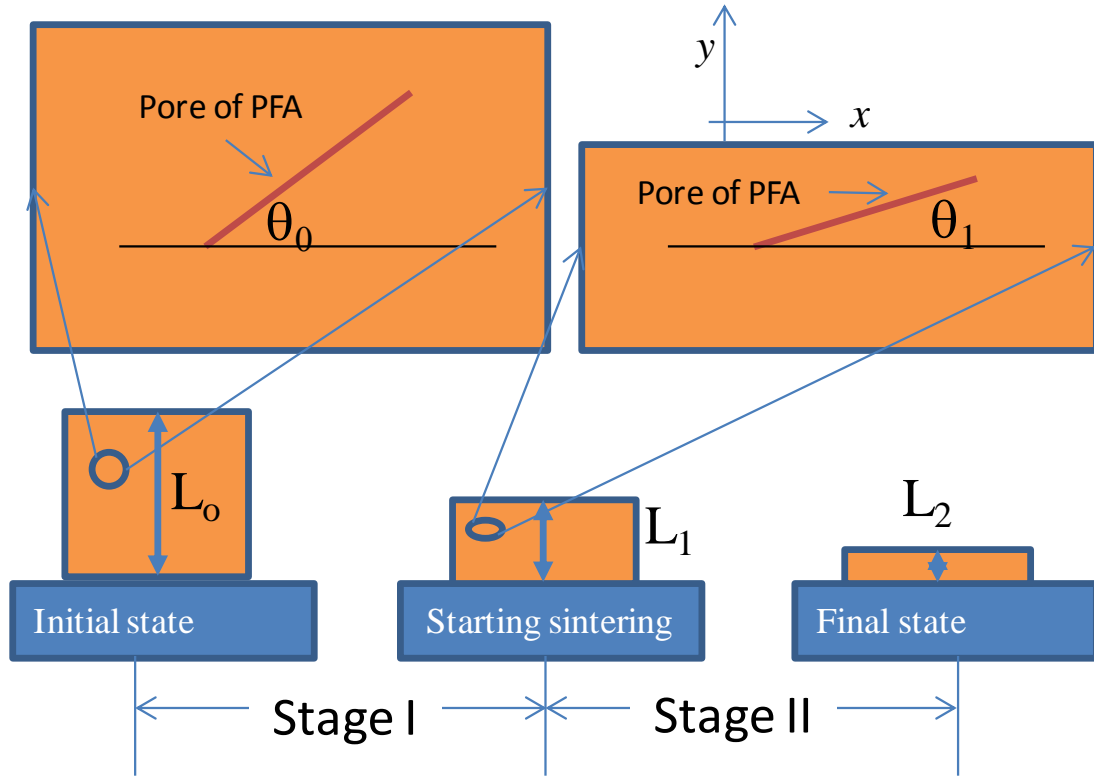 Pore of PFA
θ0
y
x
Pore of PFA
θ1
Lo
L1
L2
Initial state
Starting sintering
Final state
Stage I
Stage II